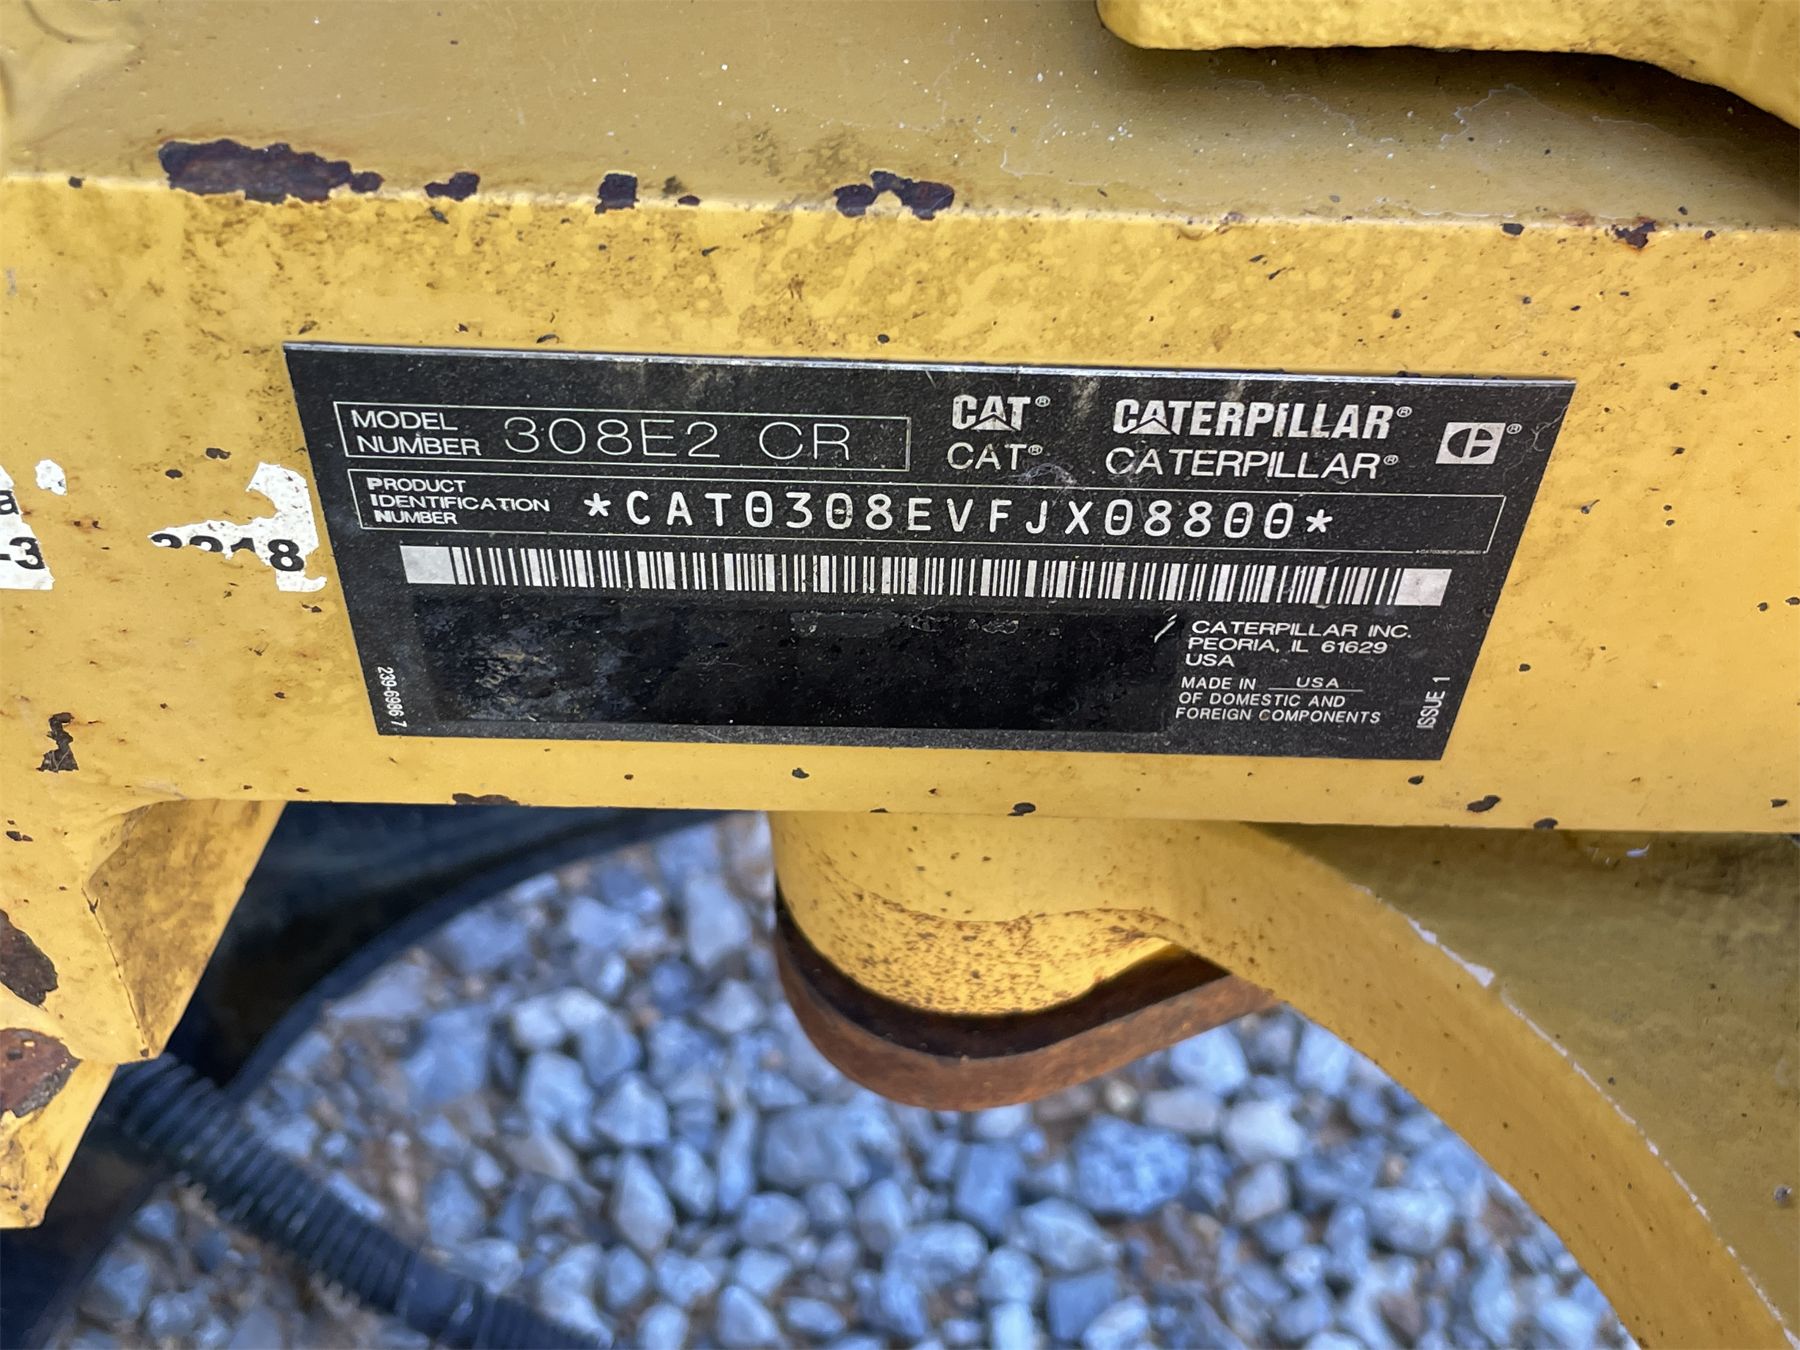 MODEL NUMBER 308E2 CR
CAT® CATERPILLAR®
CAT® CATERPILLAR®
PRODUCT IDENTIFICATION NUMBER *CAT0308EVFJX08800*
CATERPILLAR INC.
PEORIA, IL 61629
USA
MADE IN USA
OF DOMESTIC AND
FOREIGN COMPONENTS
239-6986 7
ISSUE 1
a
-3